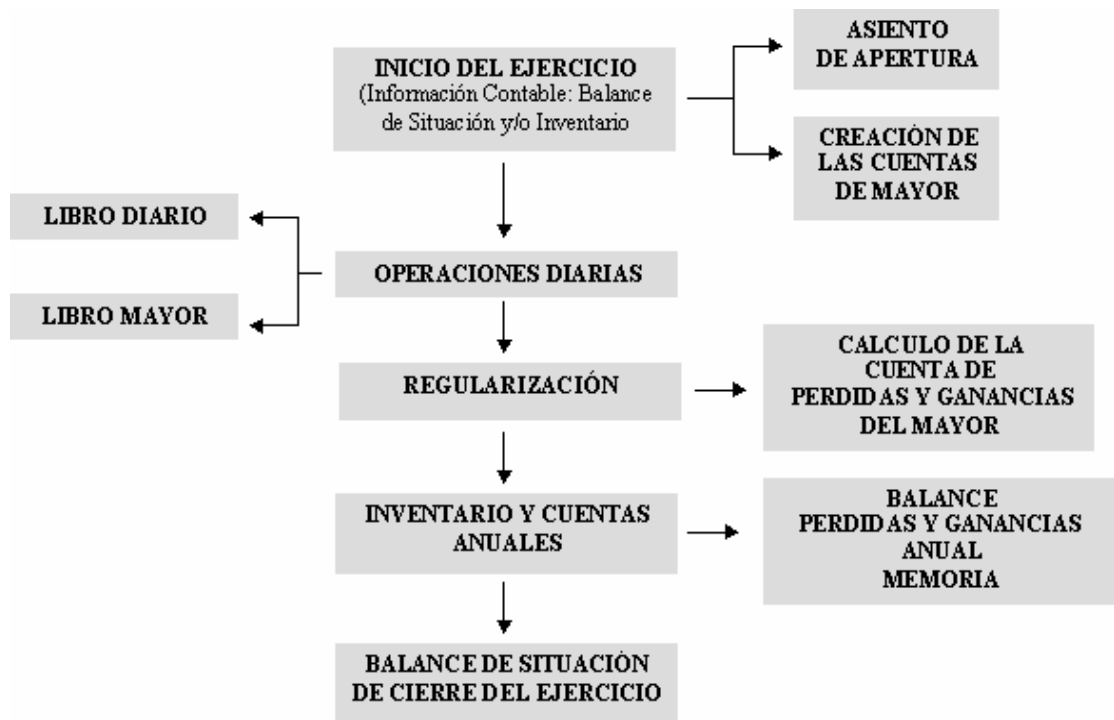 INICIO DEL EJERCICIO
(Información Contable: Balance
de Situación y/o Inventario
ASIENTO
DE APERTURA
CREACIÓN DE
LAS CUENTAS
DE MAYOR
LIBRO DIARIO
LIBRO MAYOR
OPERACIONES DIARIAS
REGULARIZACIÓN
CALCULO DE LA
CUENTA DE
PERDIDAS Y GANANCIAS
DEL MAYOR
INVENTARIO Y CUENTAS
ANUALES
BALANCE
PERDIDAS Y GANANCIAS
ANUAL
MEMORIA
BALANCE DE SITUACIÓN
DE CIERRE DEL EJERCICIO